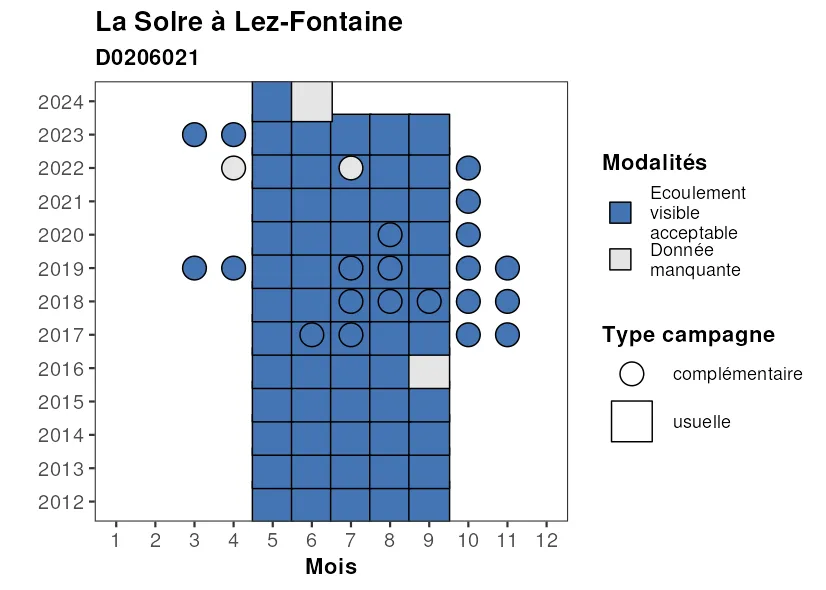 La Solre à Lez-Fontaine
D0206021
2024
2023
2022
2021
2020
2019
2018
2017
2016
2015
2014
2013
2012
1 2 3 4 5 6 7 8 9 10 11 12
Mois
Modalités
Ecoulement
visible
acceptable
Donnée
manquante
Type campagne
complémentaire
usuelle